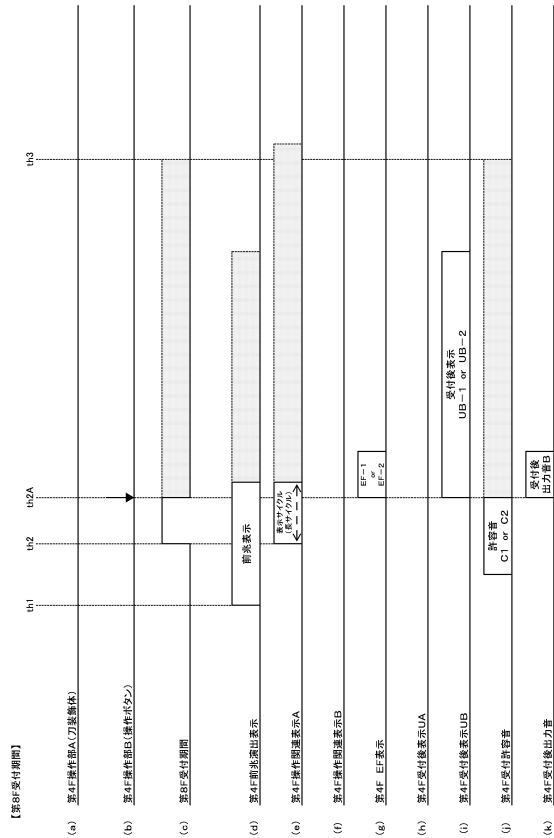 【第8F受付期間】
th1
th2
th2A
th3
(a) 第4F操作部A(刀装飾体)
(b) 第4F操作部B(操作ボタン)
(c) 第8F受付期間
(d) 第4F前兆演出表示
前兆表示
(e) 第4F操作関連表示A
表示サイクル
(長サイクル)
(f) 第4F操作関連表示B
(g) 第4F EF表示
EF-1
or
EF-2
(h) 第4F受付後表示UA
(i) 第4F受付後表示UB
受付後表示
UB-1 or UB-2
(j) 第4F受付許容音
許容音
C1 or C2
(k) 第4F受付後出力音
受付後
出力音B